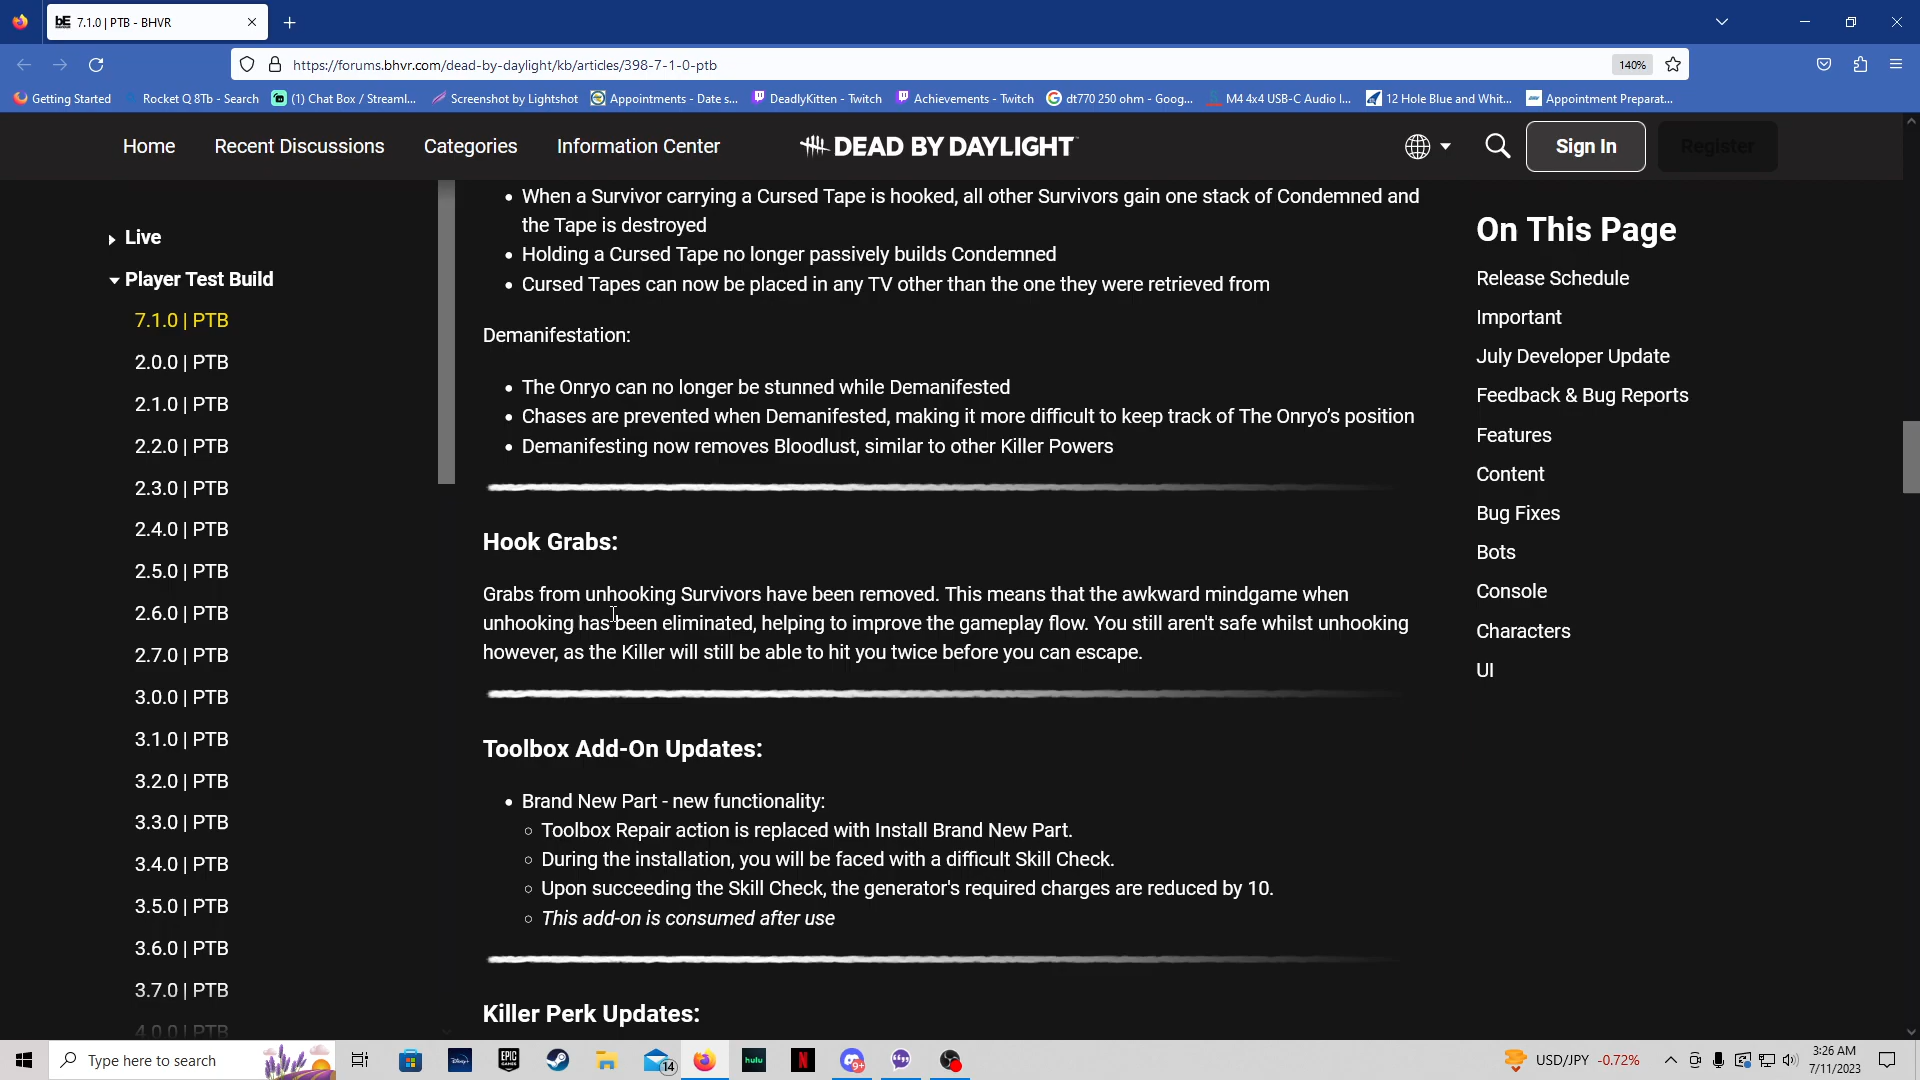 7.1.0 | PTB - BHVR
https://forums.bhvr.com/dead-by-daylight/kb/articles/398-7-1-0-ptb
140%
Getting Started
Rocket Q 8Tb - Search
(1) Chat Box / Streaml...
Screenshot by Lightshot
Appointments - Date s...
DeadlyKitten - Twitch
Achievements - Twitch
dt770 250 ohm - Goog...
M4 4x4 USB-C Audio I...
12 Hole Blue and Whit...
Appointment Preparat...
Home
Recent Discussions
Categories
Information Center
DEAD BY DAYLIGHT
Sign In
Register
Live
Player Test Build
7.1.0 | PTB
2.0.0 | PTB
2.1.0 | PTB
2.2.0 | PTB
2.3.0 | PTB
2.4.0 | PTB
2.5.0 | PTB
2.6.0 | PTB
2.7.0 | PTB
3.0.0 | PTB
3.1.0 | PTB
3.2.0 | PTB
3.3.0 | PTB
3.4.0 | PTB
3.5.0 | PTB
3.6.0 | PTB
3.7.0 | PTB
4.0.0 | PTB
• When a Survivor carrying a Cursed Tape is hooked, all other Survivors gain one stack of Condemned and
the Tape is destroyed
• Holding a Cursed Tape no longer passively builds Condemned
• Cursed Tapes can now be placed in any TV other than the one they were retrieved from
Demanifestation:
• The Onryo can no longer be stunned while Demanifested
• Chases are prevented when Demanifested, making it more difficult to keep track of The Onryo’s position
• Demanifesting now removes Bloodlust, similar to other Killer Powers
Hook Grabs:
Grabs from unhooking Survivors have been removed. This means that the awkward mindgame when
unhooking has been eliminated, helping to improve the gameplay flow. You still aren't safe whilst unhooking
however, as the Killer will still be able to hit you twice before you can escape.
Toolbox Add-On Updates:
• Brand New Part - new functionality:
◦ Toolbox Repair action is replaced with Install Brand New Part.
◦ During the installation, you will be faced with a difficult Skill Check.
◦ Upon succeeding the Skill Check, the generator's required charges are reduced by 10.
◦ This add-on is consumed after use
Killer Perk Updates:
On This Page
Release Schedule
Important
July Developer Update
Feedback & Bug Reports
Features
Content
Bug Fixes
Bots
Console
Characters
UI
Type here to search
EPIC GAMES
14
hulu
N
9+
USD/JPY -0.72%
3:26 AM
7/11/2023